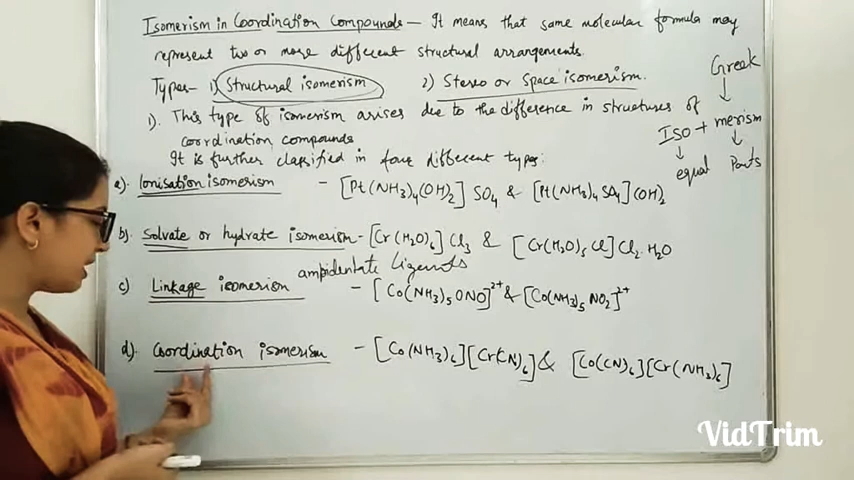 Isomerism in Coordination Compounds - It means that same molecular formula may
represent two or more different structural arrangements.
Types - 1) Structural isomerism 2) Stereo or Space isomerism.
Greek
ISO + merism
equal Parts
1). This type of isomerism arises due to the difference in structures of
coordination compounds
It is further classified in four different types:
a). Ionisation isomerism - [Pt(NH3)4(OH)2] SO4 & [Pt(NH3)4 SO4](OH)2
b). Solvate or hydrate isomerism - [Cr(H2O)6] Cl3 & [Cr(H2O)5 Cl] Cl2 H2O
ampidentate ligents
c) Linkage isomerism - [Co(NH3)5 ONO]2+ & [Co(NH3)5 NO2]2+
d). Coordination isomerism - [Co(NH3)6][Cr(CN)6] & [Co(CN)6][Cr(NH3)6]
VidTrim